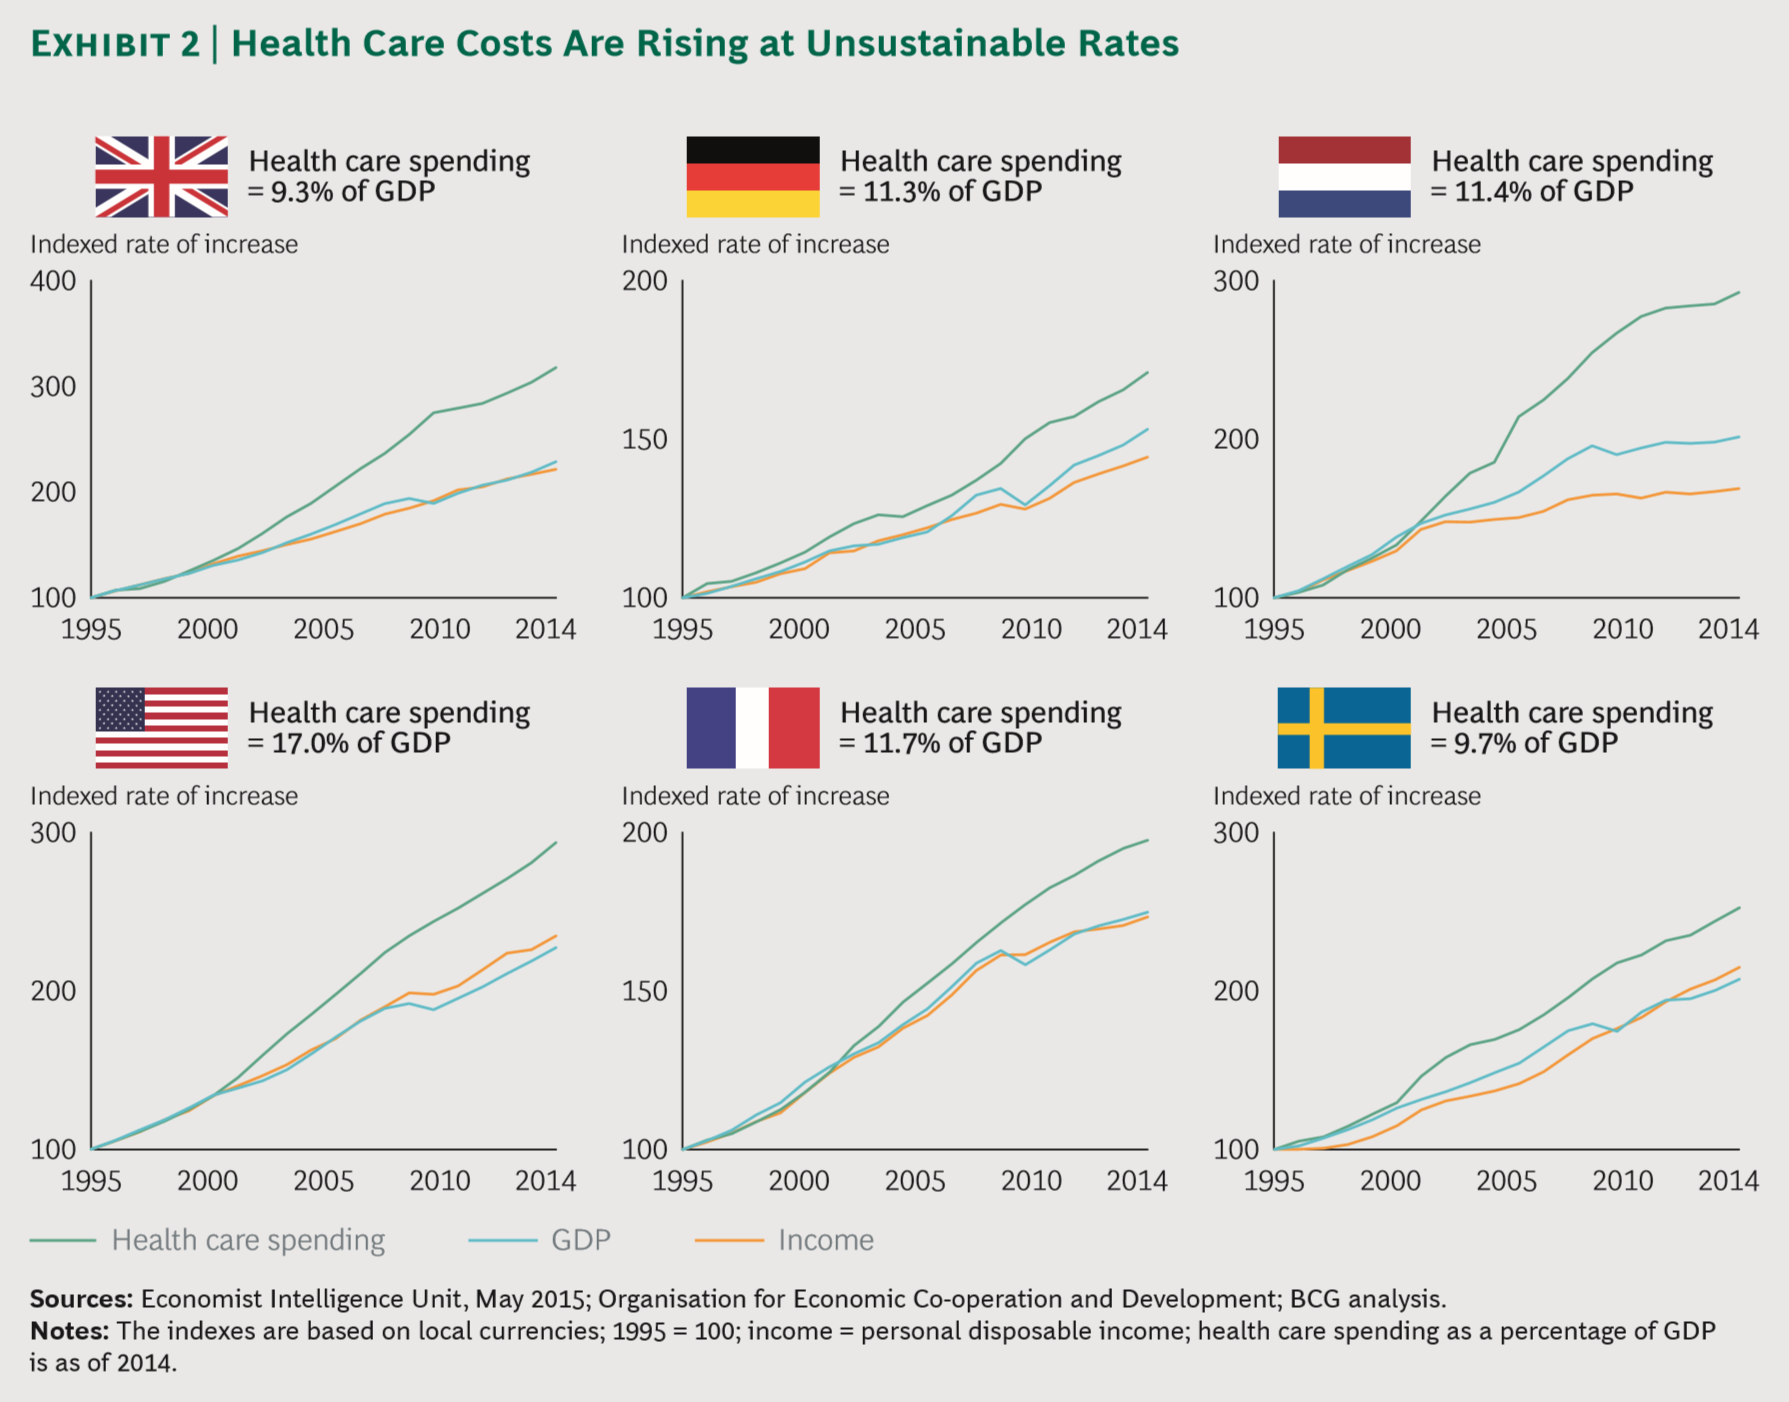 EXHIBIT 2 | Health Care Costs Are Rising at Unsustainable Rates
Health care spending
= 9.3% of GDP
Indexed rate of increase
400
300
200
100
1995 2000 2005 2010 2014
Health care spending
= 11.3% of GDP
Indexed rate of increase
200
150
100
1995 2000 2005 2010 2014
Health care spending
= 11.4% of GDP
Indexed rate of increase
300
200
100
1995 2000 2005 2010 2014
Health care spending
= 17.0% of GDP
Indexed rate of increase
300
200
100
1995 2000 2005 2010 2014
Health care spending
= 11.7% of GDP
Indexed rate of increase
200
150
100
1995 2000 2005 2010 2014
Health care spending
= 9.7% of GDP
Indexed rate of increase
300
200
100
1995 2000 2005 2010 2014
Health care spending GDP Income
Sources: Economist Intelligence Unit, May 2015; Organisation for Economic Co-operation and Development; BCG analysis.
Notes: The indexes are based on local currencies; 1995 = 100; income = personal disposable income; health care spending as a percentage of GDP
is as of 2014.